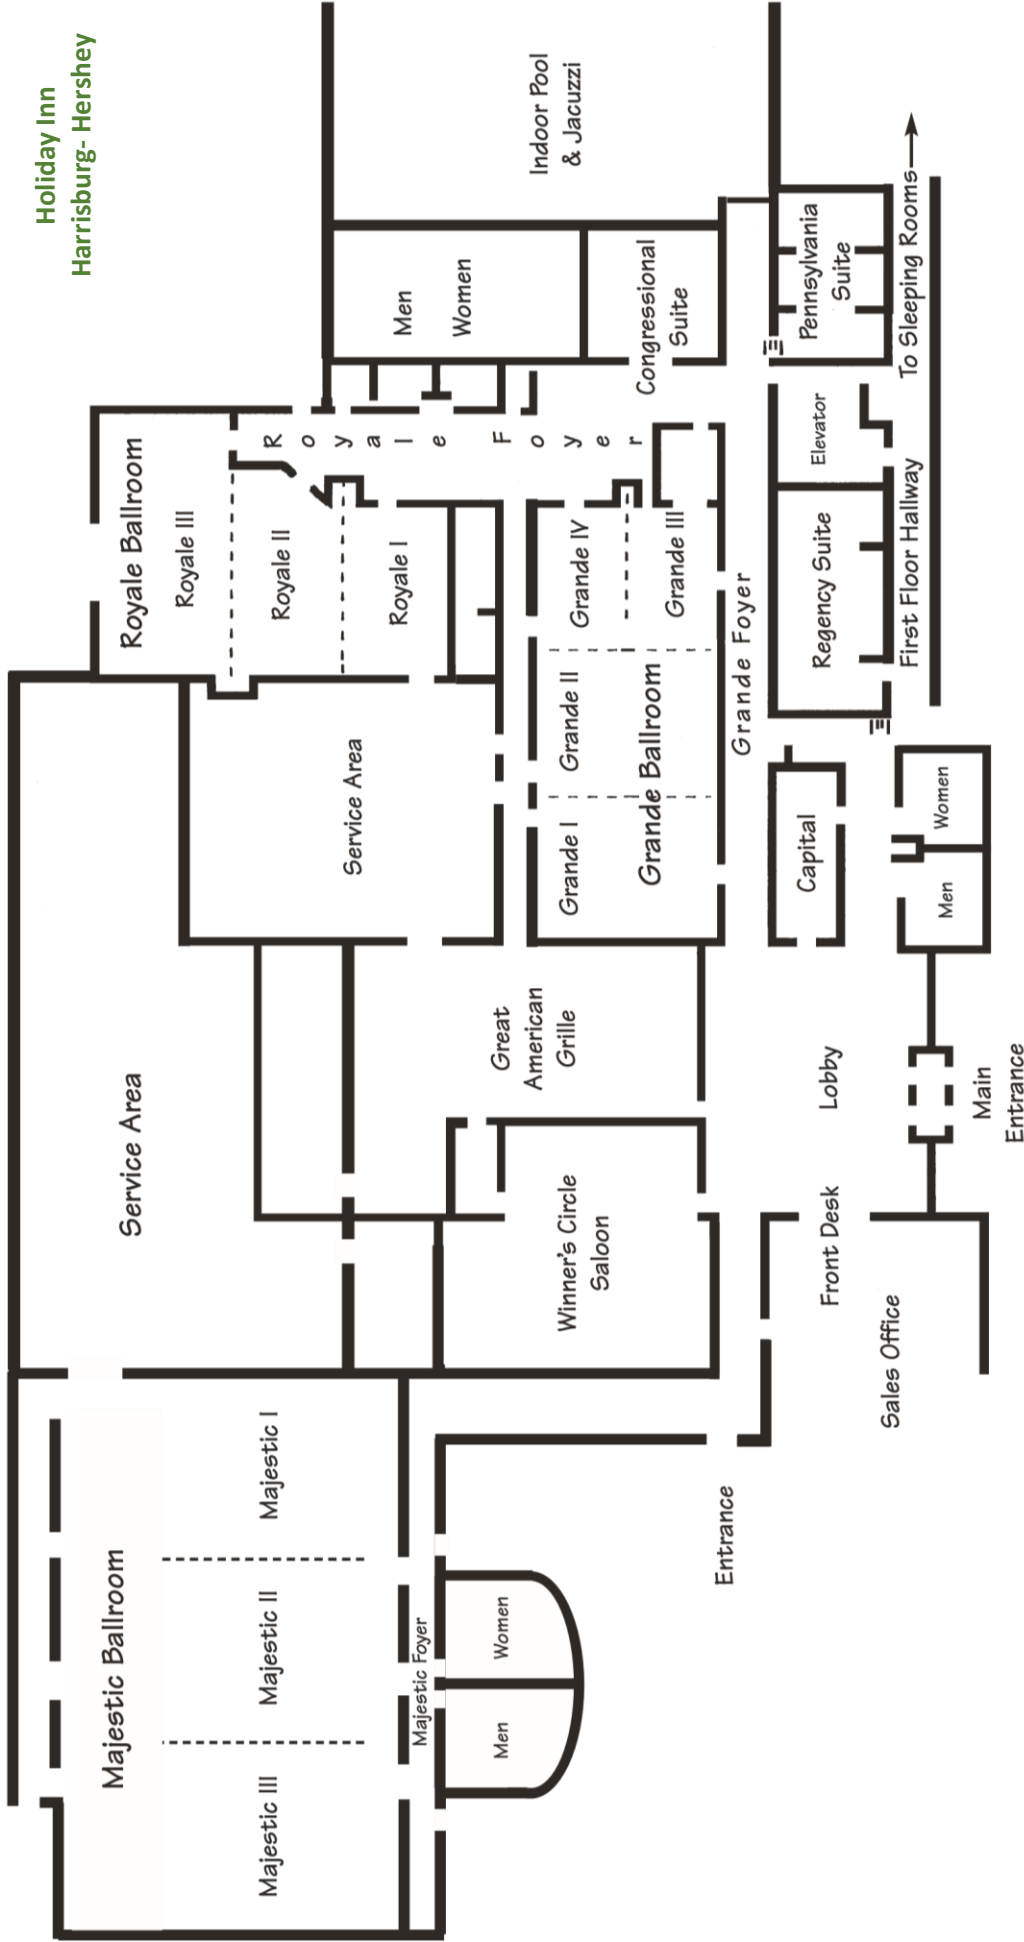 Holiday Inn
Harrisburg- Hershey
Majestic Ballroom
Majestic III
Majestic II
Majestic I
Majestic Foyer
Men
Women
Entrance
Service Area
Service Area
Royale Ballroom
Royale III
Royale II
Royale I
Royale Foyer
Men
Women
Indoor Pool
& Jacuzzi
Congressional
Suite
Winner's Circle
Saloon
Great
American
Grille
Grande I
Grande II
Grande IV
Grande III
Grande Ballroom
Grande Foyer
Front Desk
Lobby
Sales Office
Capital
Regency Suite
Elevator
Pennsylvania
Suite
First Floor Hallway
To Sleeping Rooms
Men
Women
Main
Entrance